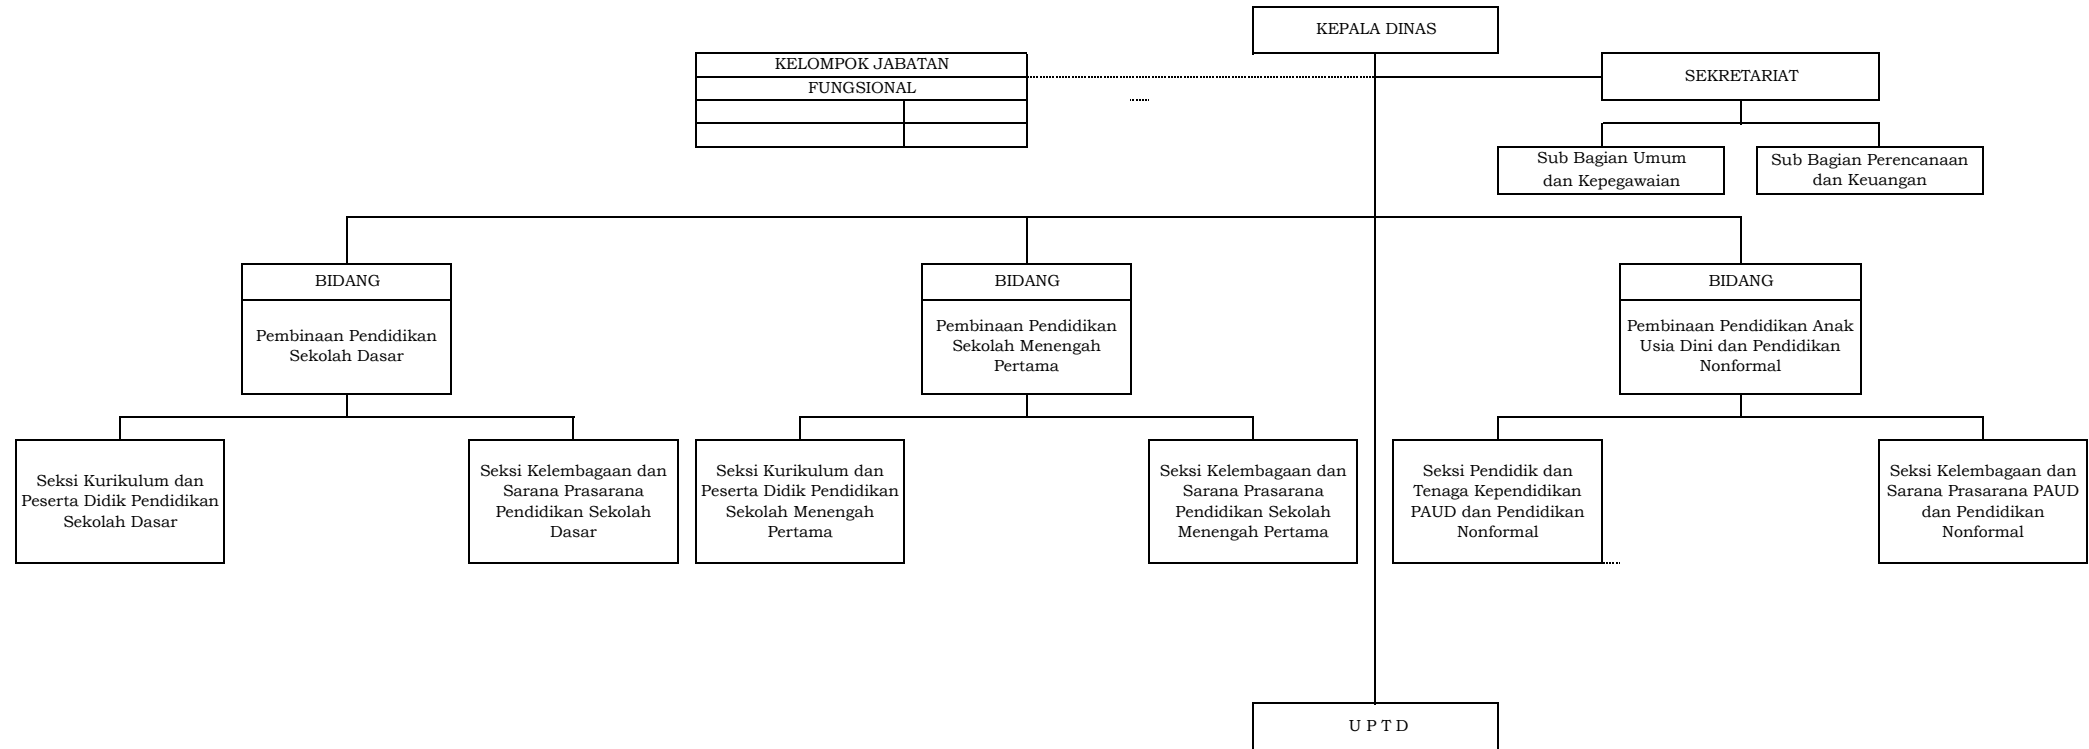 KEPALA DINAS
KELOMPOK JABATAN
FUNGSIONAL
SEKRETARIAT
Sub Bagian Umum
dan Kepegawaian
Sub Bagian Perencanaan
dan Keuangan
BIDANG
Pembinaan Pendidikan
Sekolah Dasar
BIDANG
Pembinaan Pendidikan
Sekolah Menengah
Pertama
BIDANG
Pembinaan Pendidikan Anak
Usia Dini dan Pendidikan
Nonformal
Seksi Kurikulum dan
Peserta Didik Pendidikan
Sekolah Dasar
Seksi Kelembagaan dan
Sarana Prasarana
Pendidikan Sekolah
Dasar
Seksi Kurikulum dan
Peserta Didik Pendidikan
Sekolah Menengah
Pertama
Seksi Kelembagaan dan
Sarana Prasarana
Pendidikan Sekolah
Menengah Pertama
Seksi Pendidik dan
Tenaga Kependidikan
PAUD dan Pendidikan
Nonformal
Seksi Kelembagaan dan
Sarana Prasarana PAUD
dan Pendidikan
Nonformal
U P T D